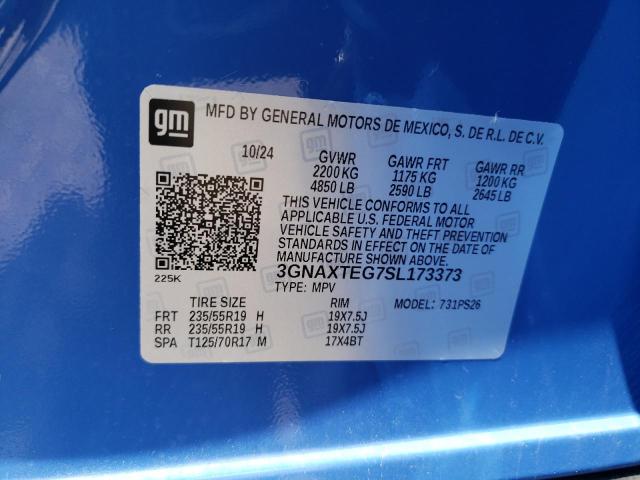 gm MFD BY GENERAL MOTORS DE MEXICO, S. DE R.L. DE C.V.
10/24 GVWR GAWR FRT GAWR RR
2200 KG 1175 KG 1200 KG
4850 LB 2590 LB 2645 LB
THIS VEHICLE CONFORMS TO ALL
APPLICABLE U.S. FEDERAL MOTOR
VEHICLE SAFETY AND THEFT PREVENTION
STANDARDS IN EFFECT ON THE DATE OF
MANUFACTURE SHOWN ABOVE.
225K 3GNAXTEG7SL173373
TYPE: MPV MODEL: 731PS26
TIRE SIZE RIM
FRT 235/55R19 H 19X7.5J
RR 235/55R19 H 19X7.5J
SPA T125/70R17 M 17X4BT